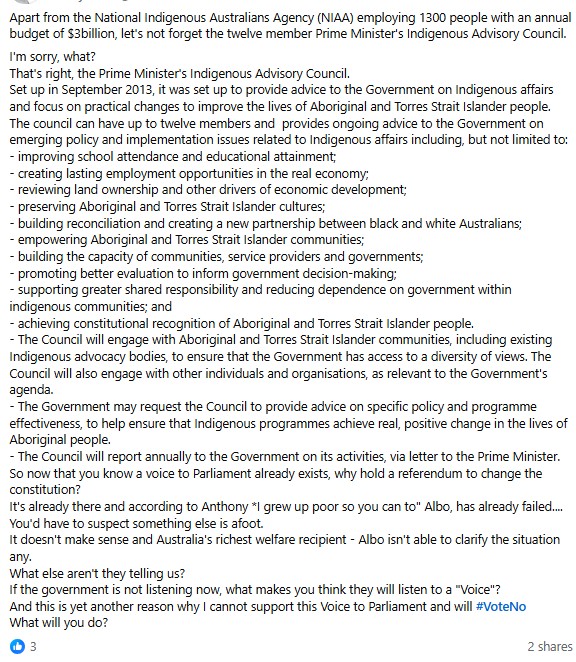 Apart from the National Indigenous Australians Agency (NIAA) employing 1300 people with an annual
budget of $3billion, let's not forget the twelve member Prime Minister's Indigenous Advisory Council.
I'm sorry, what?
That's right, the Prime Minister's Indigenous Advisory Council.
Set up in September 2013, it was set up to provide advice to the Government on Indigenous affairs
and focus on practical changes to improve the lives of Aboriginal and Torres Strait Islander people.
The council can have up to twelve members and  provides ongoing advice to the Government on
emerging policy and implementation issues related to Indigenous affairs including, but not limited to:
- improving school attendance and educational attainment;
- creating lasting employment opportunities in the real economy;
- reviewing land ownership and other drivers of economic development;
- preserving Aboriginal and Torres Strait Islander cultures;
- building reconciliation and creating a new partnership between black and white Australians;
- empowering Aboriginal and Torres Strait Islander communities;
- building the capacity of communities, service providers and governments;
- promoting better evaluation to inform government decision-making;
- supporting greater shared responsibility and reducing dependence on government within
indigenous communities; and
- achieving constitutional recognition of Aboriginal and Torres Strait Islander people.
- The Council will engage with Aboriginal and Torres Strait Islander communities, including existing
Indigenous advocacy bodies, to ensure that the Government has access to a diversity of views. The
Council will also engage with other individuals and organisations, as relevant to the Government's
agenda.
- The Government may request the Council to provide advice on specific policy and programme
effectiveness, to help ensure that Indigenous programmes achieve real, positive change in the lives of
Aboriginal people.
- The Council will report annually to the Government on its activities, via letter to the Prime Minister.
So now that you know a voice to Parliament already exists, why hold a referendum to change the
constitution?
It's already there and according to Anthony *I grew up poor so you can to" Albo, has already failed....
You'd have to suspect something else is afoot.
It doesn't make sense and Australia's richest welfare recipient - Albo isn't able to clarify the situation
any.
What else aren't they telling us?
If the government is not listening now, what makes you think they will listen to a "Voice"?
And this is yet another reason why I cannot support this Voice to Parliament and will #VoteNo
What will you do?
3
2 shares